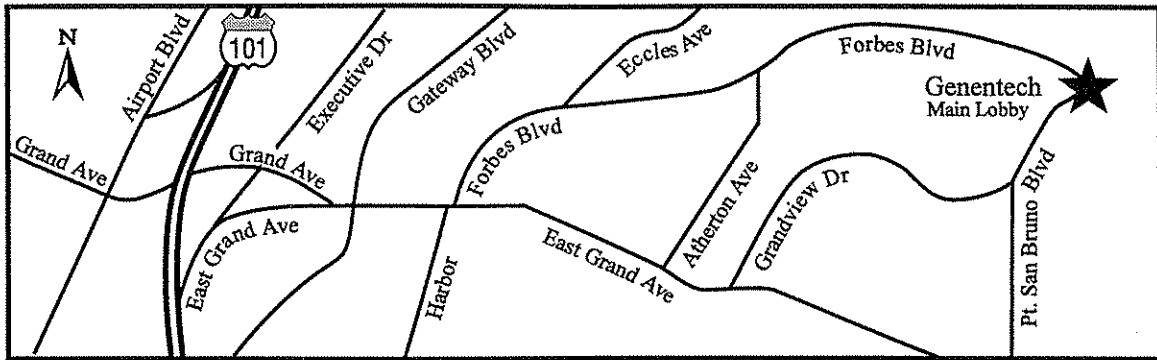 N
Airport Blvd
101
Executive Dr
Gateway Blvd
Eccles Ave
Forbes Blvd
Genentech
Main Lobby
Grand Ave
Grand Ave
Forbes Blvd
East Grand Ave
Harbor
East Grand Ave
Atherton Ave
Grandview Dr
Pt. San Bruno Blvd